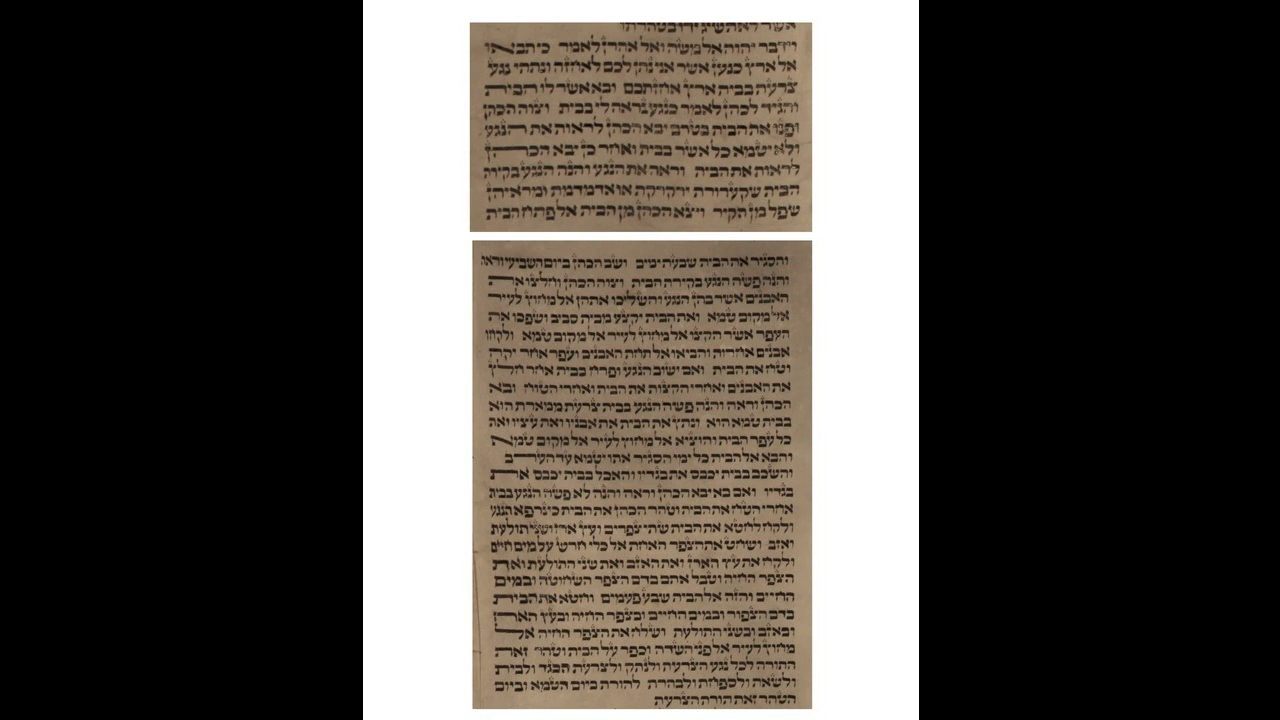 אשר לא תשיג ידו בטהרתו
וידבר יהוה אל משה ואל אהרן לאמר כי תבאו
אל ארץ כנען אשר אני נתן לכם לאחזה ונתתי נגע
צרעת בבית ארץ אחזתכם ובא אשר לו הבית
והגיד לכהן לאמר כנגע נראה לי בבית וצוה הכהן
ופנו את הבית בטרם יבא הכהן לראות את הנגע
ולא יטמא כל אשר בבית ואחר כן יבא הכהן
לראות את הבית וראה את הנגע והנה הנגע בקירת
הבית שקערורת ירקרקת או אדמדמת ומראיהן
שפל מן הקיר ויצא הכהן מן הבית אל פתח הבית
והסגיר את הבית שבעת ימים ושב הכהן ביום השביעי וראה
והנה פשה הנגע בקירת הבית וצוה הכהן וחלצו את
האבנים אשר בהן הנגע והשליכו אתהן אל מחוץ לעיר
אל מקום טמא ואת הבית יקצע מבית סביב ושפכו את
העפר אשר הקצו אל מחוץ לעיר אל מקום טמא ולקחו
אבנים אחרות והביאו אל תחת האבנים ועפר אחר יקח
וטח את הבית ואם ישוב הנגע ופרח בבית אחר חלץ
את האבנים ואחרי הקצות את הבית ואחרי הטוח ובא
הכהן וראה והנה פשה הנגע בבית צרעת ממארת הוא
בבית טמא הוא ונתץ את הבית את אבניו ואת עציו ואת
כל עפר הבית והוציא אל מחוץ לעיר אל מקום טמא
והבא אל הבית כל ימי הסגיר אתו יטמא עד הערב
והשכב בבית יכבס את בגדיו והאכל בבית יכבס את
בגדיו ואם בא יבא הכהן וראה והנה לא פשה הנגע בבית
אחרי הטח את הבית וטהר הכהן את הבית כי נרפא הנגע
ולקח לחטא את הבית שתי צפרים ועץ ארז ושני תולעת
ואזב ושחט את הצפר האחת אל כלי חרש על מים חיים
ולקח את עץ הארז ואת האזב ואת שני התולעת ואת
הצפר החיה וטבל אתם בדם הצפר השחוטה ובמים
החיים והזה אל הבית שבע פעמים וחטא את הבית
בדם הצפור ובמים החיים ובצפר החיה ובעץ הארז
ובאזב ובשני התולעת ושלח את הצפר החיה אל
מחוץ לעיר אל פני השדה וכפר על הבית וטהר זאת
התורה לכל נגע הצרעת ולנתק ולצרעת הבגד ולבית
ולשאת ולספחת ולבהרת להורת ביום הטמא וביום
הטהר זאת תורת הצרעת